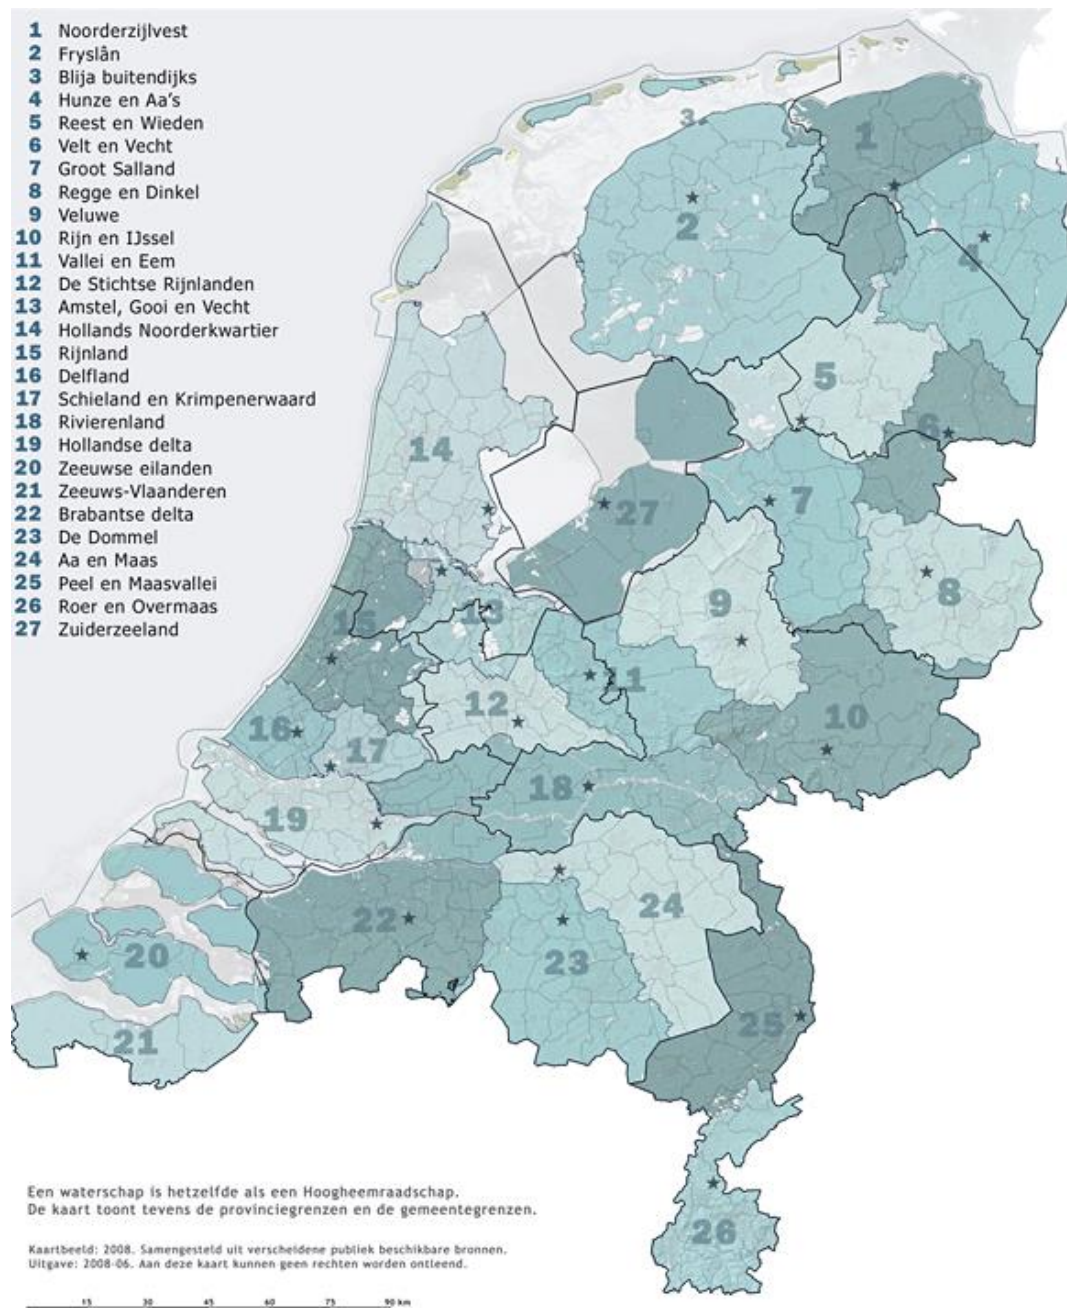 1 Noorderzijlvest
2 Fryslân
3 Blija buitendijks
4 Hunze en Aa's
5 Reest en Wieden
6 Velt en Vecht
7 Groot Salland
8 Regge en Dinkel
9 Veluwe
10 Rijn en IJssel
11 Vallei en Eem
12 De Stichtse Rijnlanden
13 Amstel, Gooi en Vecht
14 Hollands Noorderkwartier
15 Rijnland
16 Delfland
17 Schieland en Krimpenerwaard
18 Rivierenland
19 Hollandse delta
20 Zeeuwse eilanden
21 Zeeuws-Vlaanderen
22 Brabantse delta
23 De Dommel
24 Aa en Maas
25 Peel en Maasvallei
26 Roer en Overmaas
27 Zuiderzeeland
3
1
2
4
5
6
14
27
7
9
8
13
15
11
12
10
16
17
18
19
24
22
20
23
25
21
26
Een waterschap is hetzelfde als een Hoogheemraadschap.
De kaart toont tevens de provinciegrenzen en de gemeentegrenzen.
Kaartbeeld: 2008. Samengesteld uit verscheidene publiek beschikbare bronnen.
Uitgave: 2008-06. Aan deze kaart kunnen geen rechten worden ontleend.
15 30 45 60 75 90 km